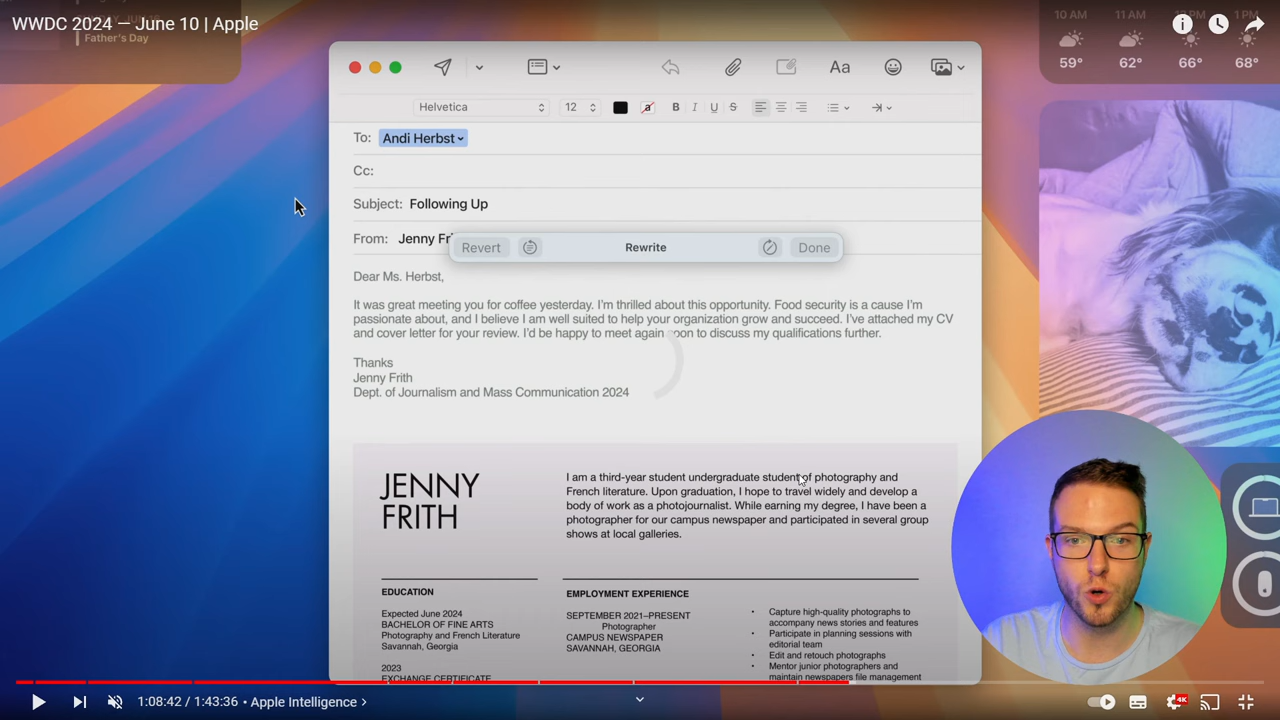 WWDC 2024 — June 10 | Apple
Father's Day
10 AM 11 AM 1 PM
59° 62° 66° 68°
Aa
Helvetica 12 a B I U S
To: Andi Herbst
Cc:
Subject: Following Up
From: Jenny Fri
Revert Rewrite Done
Dear Ms. Herbst,
It was great meeting you for coffee yesterday. I'm thrilled about this opportunity. Food security is a cause I'm
passionate about, and I believe I am well suited to help your organization grow and succeed. I've attached my CV
and cover letter for your review. I'd be happy to meet again soon to discuss my qualifications further.
Thanks
Jenny Frith
Dept. of Journalism and Mass Communication 2024
JENNY
FRITH
I am a third-year student undergraduate student of photography and
French literature. Upon graduation, I hope to travel widely and develop a
body of work as a photojournalist. While earning my degree, I have been a
photographer for our campus newspaper and participated in several group
shows at local galleries.
EDUCATION
Expected June 2024
BACHELOR OF FINE ARTS
Photography and French Literature
Savannah, Georgia
2023
EXCHANGE CERTIFICATE
EMPLOYMENT EXPERIENCE
SEPTEMBER 2021–PRESENT
Photographer
CAMPUS NEWSPAPER
SAVANNAH, GEORGIA
• Capture high-quality photographs to
accompany news stories and features
• Participate in planning sessions with
editorial team
• Edit and retouch photographs
• Mentor junior photographers and
maintain newspapers file management
1:08:42 / 1:43:36 • Apple Intelligence >
4K